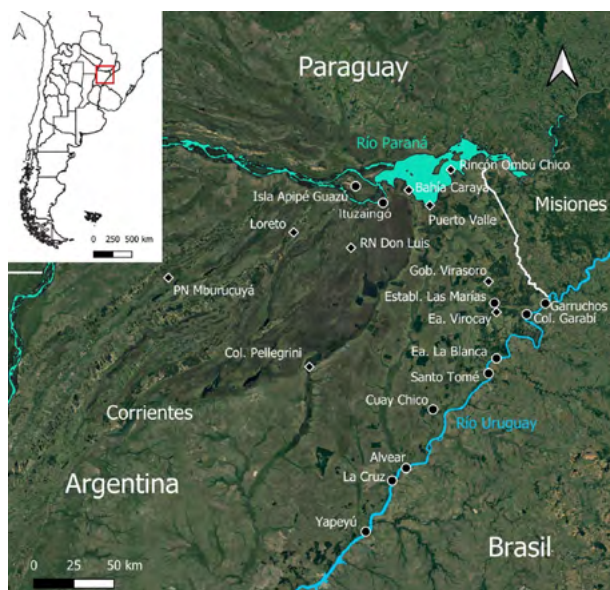 0 250 500 km
Paraguay
Río Paraná
Rincón Ombú Chico
Bahía Caraya
Isla Apipé Guazú
Ituzaingó
Puerto Valle
Misiones
Loreto
RN Don Luis
Gob. Virasoro
PN Mburucuyá
Establ. Las Marías
Garruchos
Ea. Virocay
Col. Garabí
Ea. La Blanca
Col. Pellegrini
Santo Tomé
Cuay Chico
Corrientes
Río Uruguay
Alvear
La Cruz
Argentina
Yapeyú
Brasil
0 25 50 km